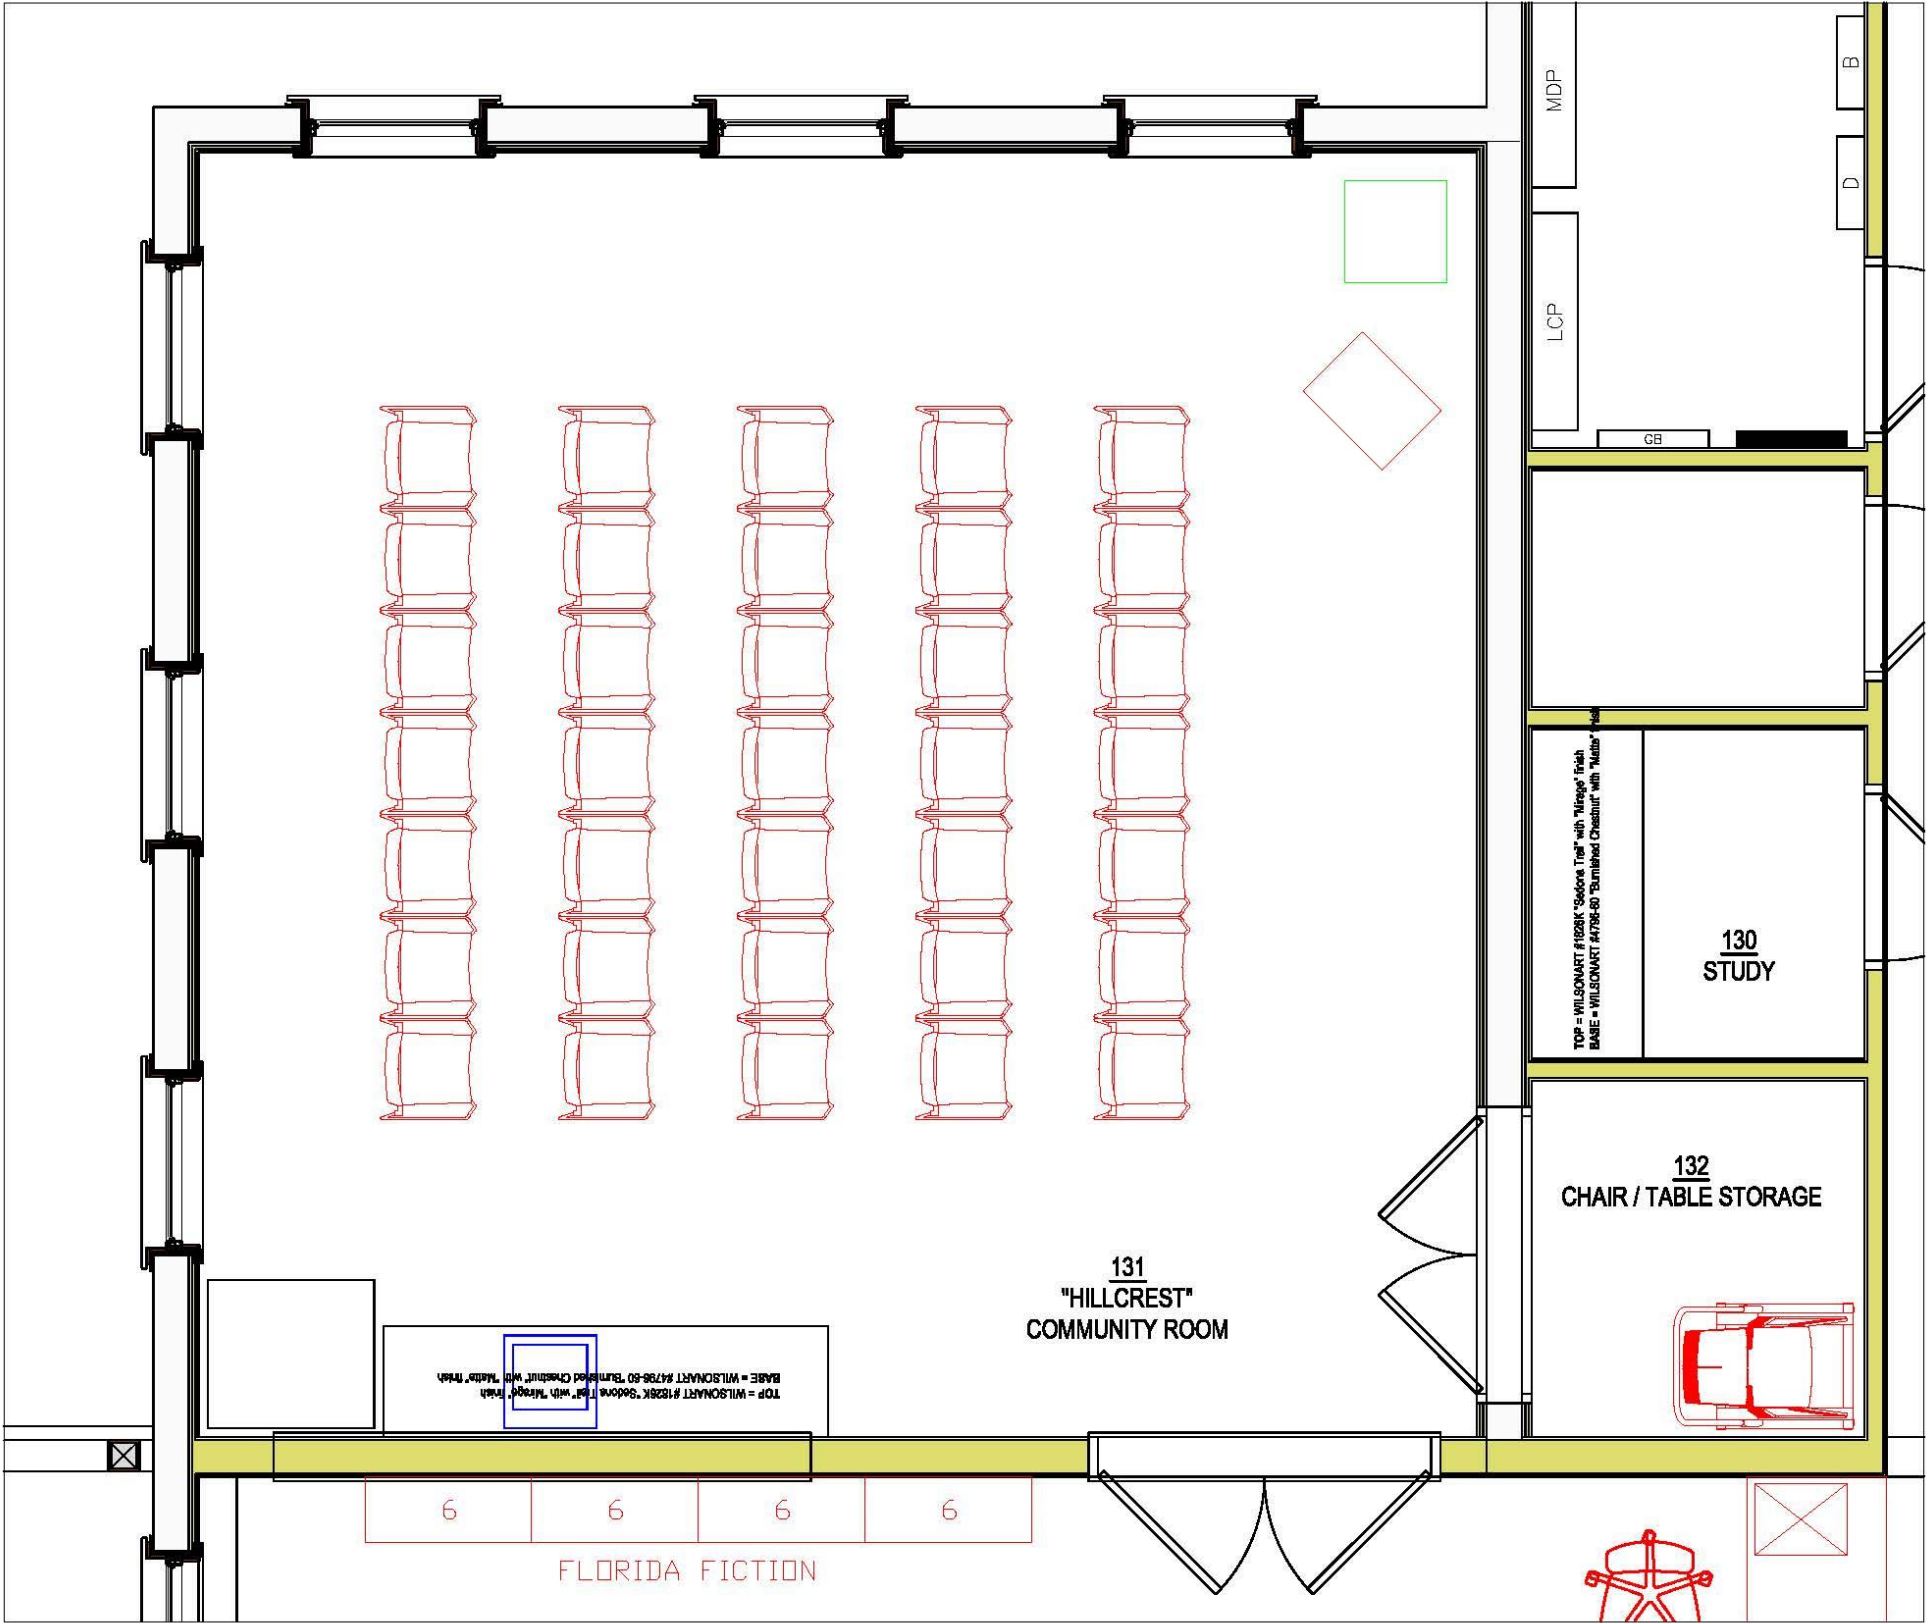 MDP
B
D
LCP
GB
TOP = WILSONART #1826K "Sedona Trail" with "Mirage" finish
BASE = WILSONART #4796-60 "Burnished Chestnut" with "Matte" finish
130
STUDY
132
CHAIR / TABLE STORAGE
131
"HILLCREST"
COMMUNITY ROOM
TOP = WILSONART #1826K "Sedona Trail" with "Mirage" finish
BASE = WILSONART #4796-60 "Burnished Chestnut" with "Matte" finish
6 6 6 6
FLORIDA FICTION